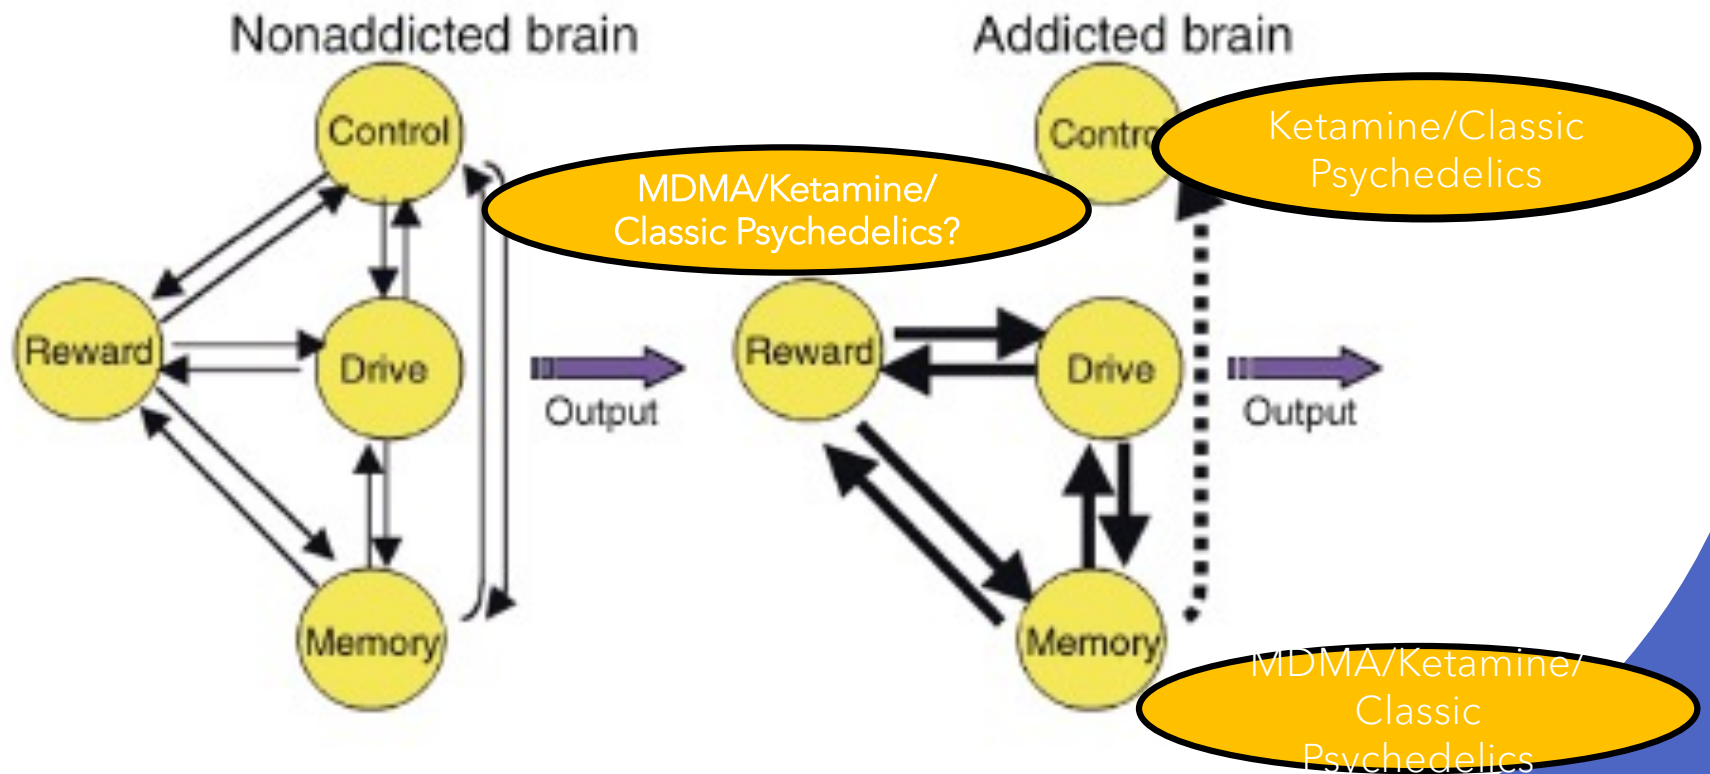 Nonaddicted brain
Control
Reward
Drive
Memory
Output
MDMA/Ketamine/
Classic Psychedelics?
Addicted brain
Contro
Ketamine/Classic
Psychedelics
Reward
Drive
Memory
Output
MDMA/Ketamine/
Classic
Psychedelics